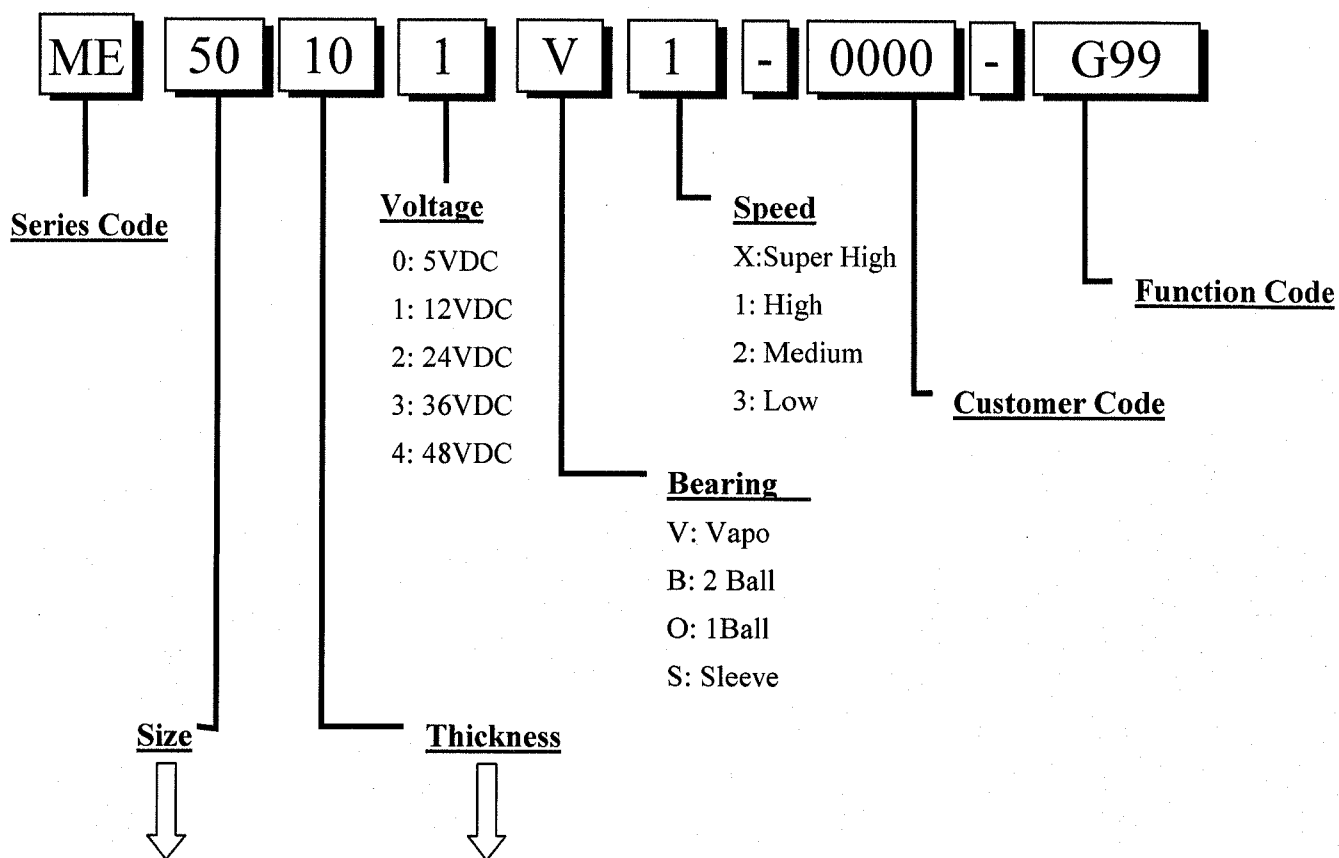 ME 50 10 1 V 1 - 0000 - G99
Series Code
Voltage
0: 5VDC
1: 12VDC
2: 24VDC
3: 36VDC
4: 48VDC
Speed
X:Super High
1: High
2: Medium
3: Low
Function Code
Customer Code
Bearing
V: Vapo
B: 2 Ball
O: 1Ball
S: Sleeve
Size
Thickness